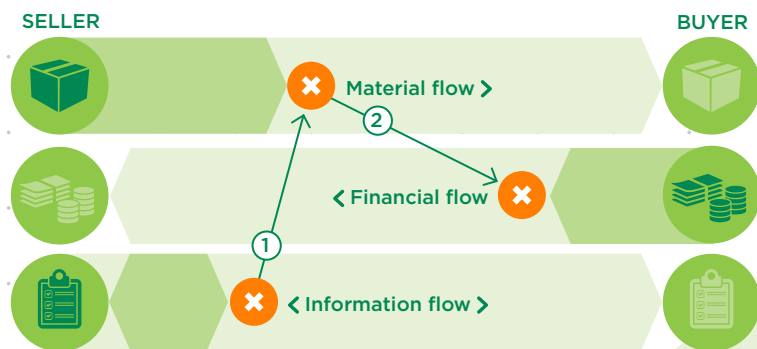 SELLER
BUYER
Material flow >
2
< Financial flow
1
< Information flow >